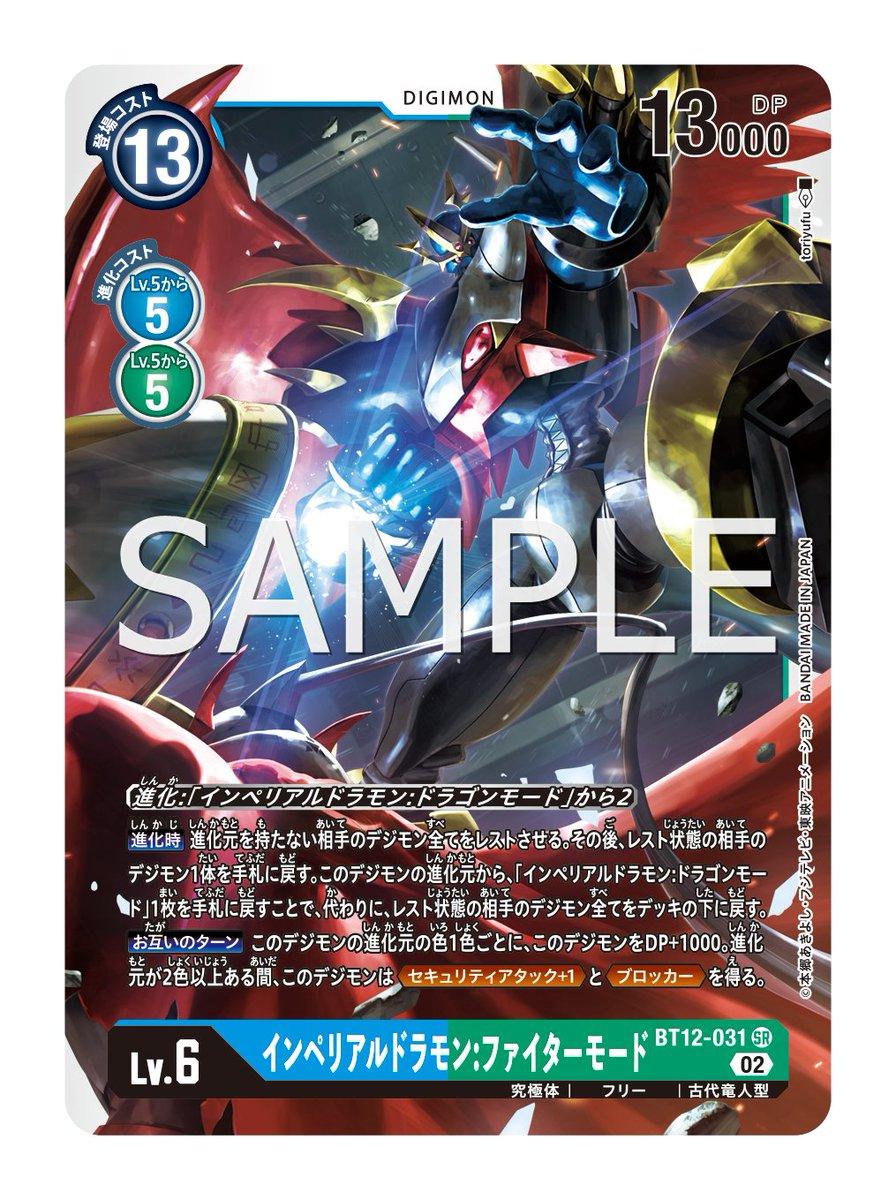 DIGIMON
登場コスト
13
13000
DP
進化コスト
Lv.5から
5
Lv.5から
5
toriyufu
SAMPLE
©本郷あきよし・フジテレビ・東映アニメーション BANDAI MADE IN JAPAN
進化:「インペリアルドラモン:ドラゴンモード」から2
進化時 進化元を持たない相手のデジモン全てをレストさせる。その後、レスト状態の相手の
デジモン1体を手札に戻す。このデジモンの進化元から、「インペリアルドラモン:ドラゴンモー
ド」1枚を手札に戻すことで、代わりに、レスト状態の相手のデジモン全てをデッキの下に戻す。
お互いのターン このデジモンの進化元の色1色ごとに、このデジモンをDP+1000。進化
元が2色以上ある間、このデジモンは セキュリティアタック+1 と ブロッカー を得る。
Lv.6
インペリアルドラモン:ファイターモード
BT12-031 SR
02
究極体 | フリー | 古代竜人型